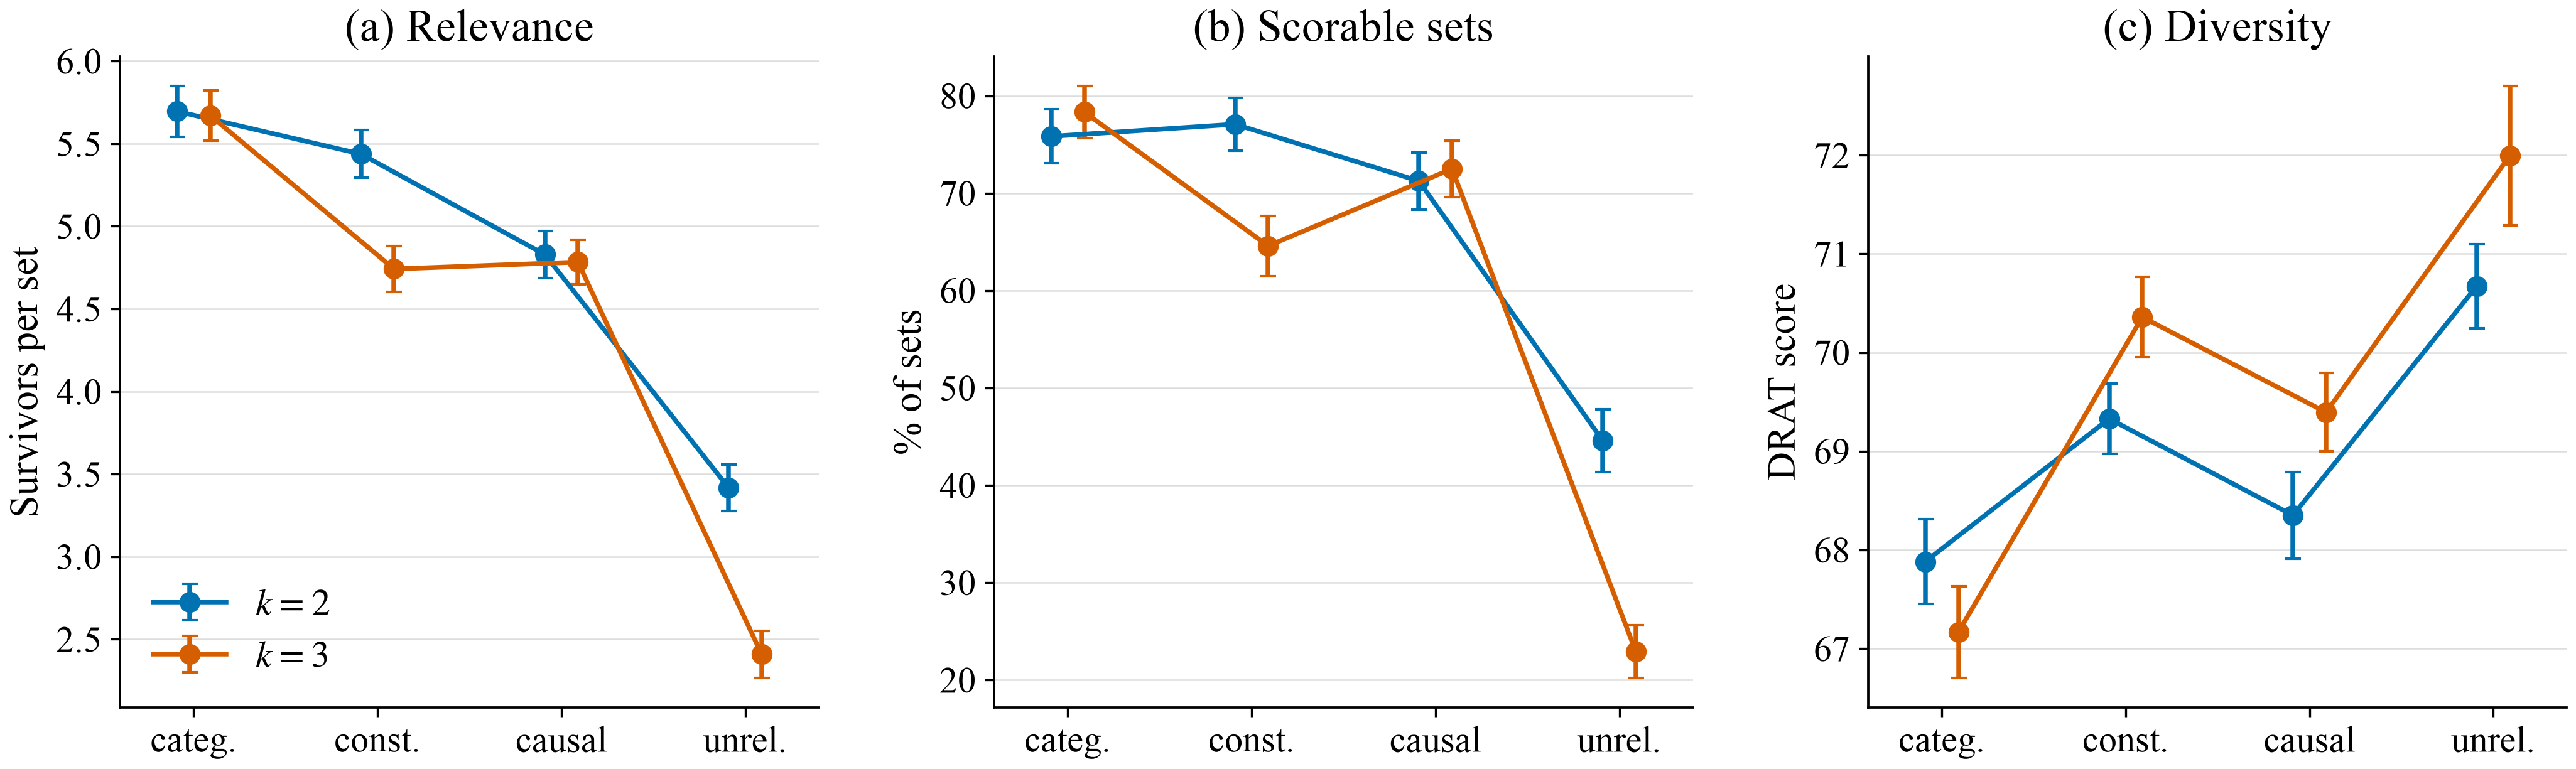 (a) Relevance
Survivors per set
6.0
5.5
5.0
4.5
4.0
3.5
3.0
2.5
k = 2
k = 3
categ. const. causal unrel.
(b) Scorable sets
% of sets
80
70
60
50
40
30
20
categ. const. causal unrel.
(c) Diversity
DRAT score
72
71
70
69
68
67
categ. const. causal unrel.